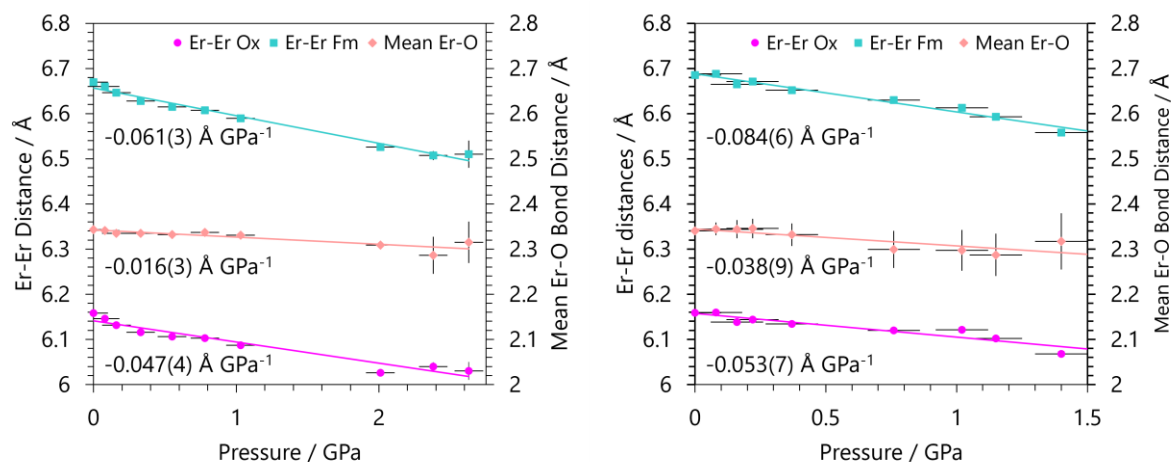 6.8
6.7
6.6
6.5
6.4
6.3
6.2
6.1
6
Er-Er Distance / Å
Er-Er Ox Er-Er Fm Mean Er-O
-0.061(3) Å GPa⁻¹
-0.016(3) Å GPa⁻¹
-0.047(4) Å GPa⁻¹
2.8
2.7
2.6
2.5
2.4
2.3
2.2
2.1
2
Mean Er-O Bond Distance / Å
0 1 2
Pressure / GPa
6.8
6.7
6.6
6.5
6.4
6.3
6.2
6.1
6
Er-Er distances / Å
Er-Er Ox Er-Er Fm Mean Er-O
-0.084(6) Å GPa⁻¹
-0.038(9) Å GPa⁻¹
-0.053(7) Å GPa⁻¹
2.8
2.7
2.6
2.5
2.4
2.3
2.2
2.1
2
Mean Er-O Bond Distance / Å
0 0.5 1 1.5
Pressure / GPa